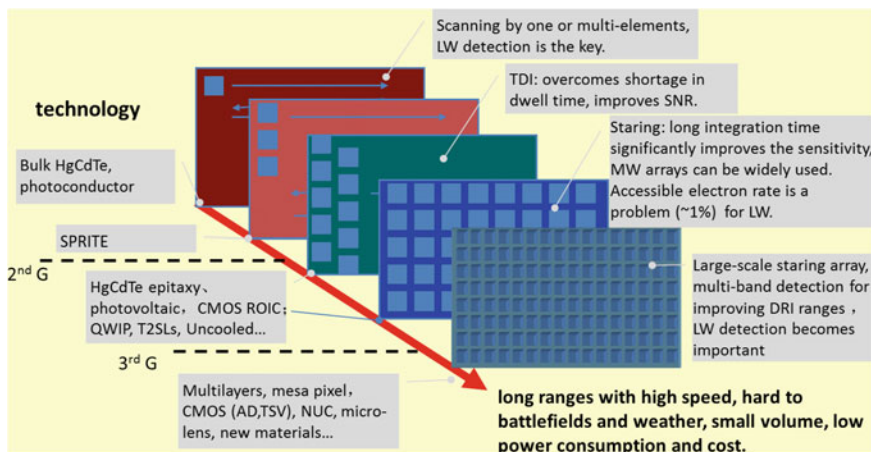 Scanning by one or multi-elements,
LW detection is the key.
technology
TDI: overcomes shortage in
dwell time, improves SNR.
Staring: long integration time
significantly improves the sensitivity,
MW arrays can be widely used.
Accessible electron rate is a
problem (~1%) for LW.
Bulk HgCdTe,
photoconductor
SPRITE
2nd G
HgCdTe epitaxy、
photovoltaic， CMOS ROIC；
QWIP, T2SLs, Uncooled...
Large-scale staring array,
multi-band detection for
improving DRI ranges ，
LW detection becomes
important
3rd G
Multilayers, mesa pixel,
CMOS (AD,TSV), NUC, micro-
lens, new materials...
long ranges with high speed, hard to
battlefields and weather, small volume, low
power consumption and cost.